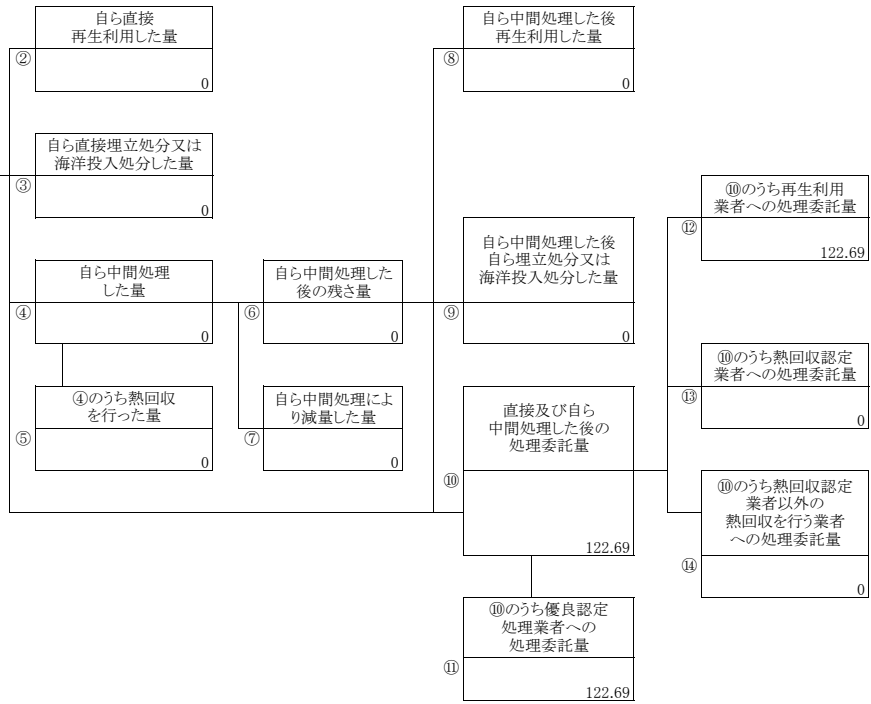 自ら直接
再生利用した量
②
0
自ら直接埋立処分又は
海洋投入処分した量
③
0
自ら中間処理
した量
④
0
④のうち熱回収
を行った量
⑤
0
自ら中間処理した
後の残さ量
⑥
0
自ら中間処理によ
り減量した量
⑦
0
自ら中間処理した後
再生利用した量
⑧
0
自ら中間処理した後
自ら埋立処分又は
海洋投入処分した量
⑨
0
直接及び自ら
中間処理した後の
処理委託量
⑩
122.69
⑩のうち優良認定
処理業者への
処理委託量
⑪
122.69
⑩のうち再生利用
業者への処理委託量
⑫
122.69
⑩のうち熱回収認定
業者への処理委託量
⑬
0
⑩のうち熱回収認定
業者以外の
熱回収を行う業者
への処理委託量
⑭
0